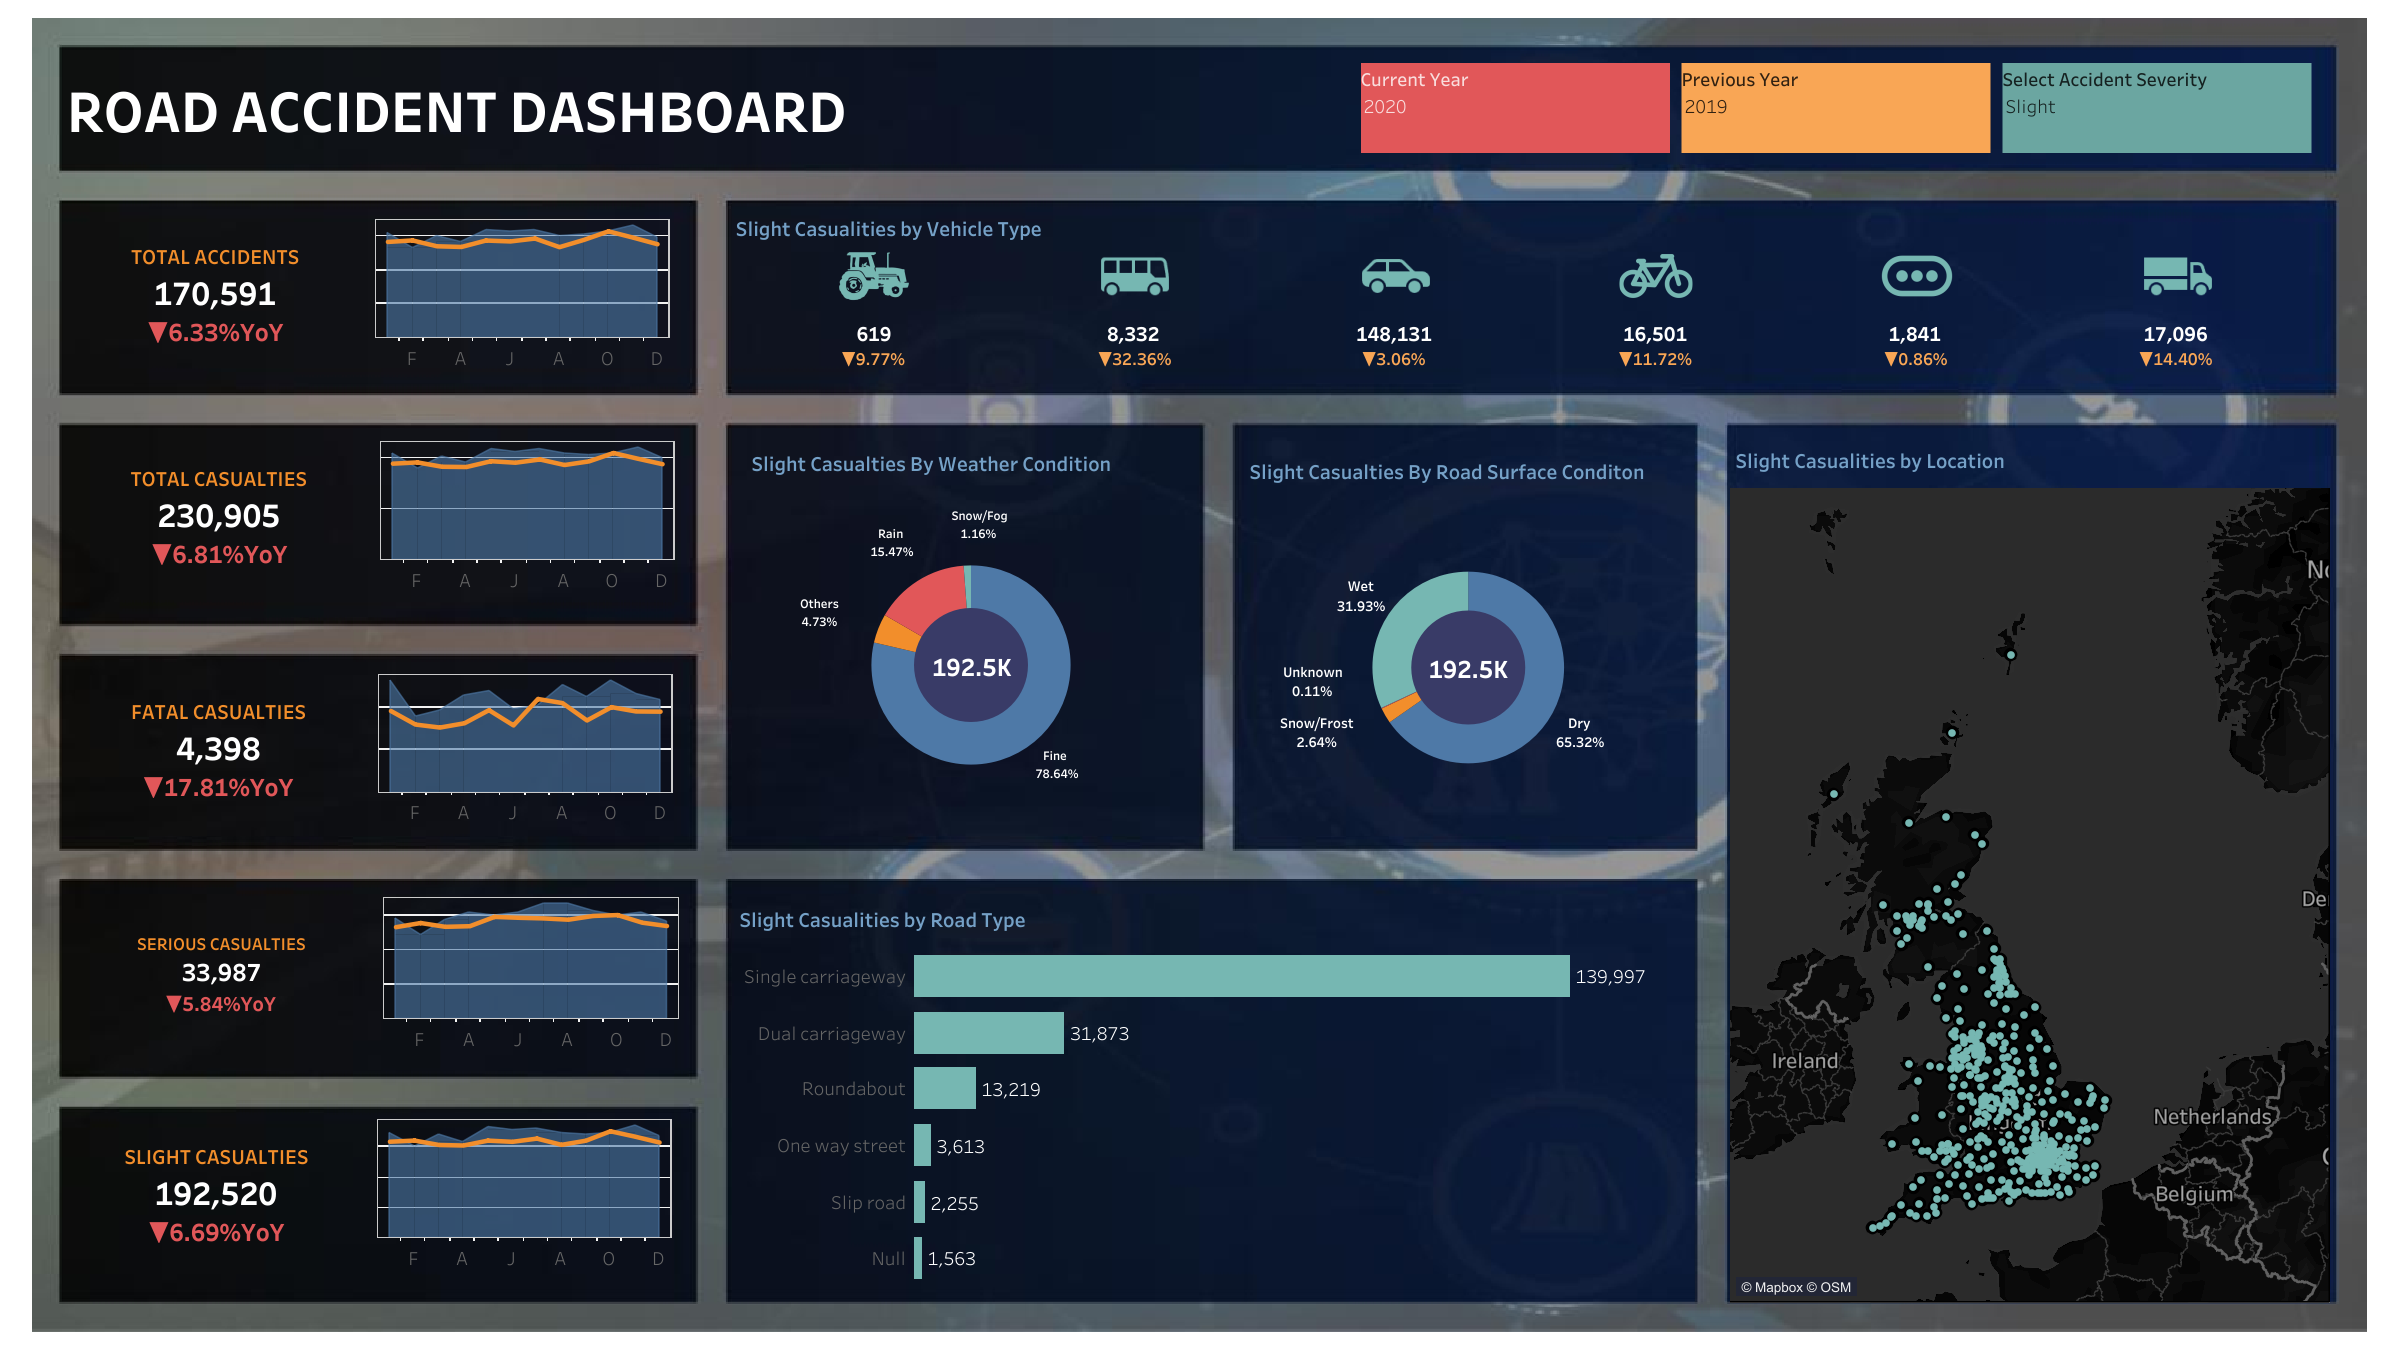 ROAD ACCIDENT DASHBOARD
Current Year
2020
Previous Year
2019
Select Accident Severity
Slight
TOTAL ACCIDENTS
170,591
▼6.33%YoY
F A J A O D
Slight Casualities by Vehicle Type
619
▼9.77%
8,332
▼32.36%
148,131
▼3.06%
16,501
▼11.72%
1,841
▼0.86%
17,096
▼14.40%
TOTAL CASUALTIES
230,905
▼6.81%YoY
F A J A O D
FATAL CASUALTIES
4,398
▼17.81%YoY
F A J A O D
SERIOUS CASUALTIES
33,987
▼5.84%YoY
F A J A O D
SLIGHT CASUALTIES
192,520
▼6.69%YoY
F A J A O D
Slight Casualties By Weather Condition
Snow/Fog
1.16%
Rain
15.47%
Others
4.73%
192.5K
Fine
78.64%
Slight Casualities By Road Surface Conditon
Wet
31.93%
Unknown
0.11%
Snow/Frost
2.64%
192.5K
Dry
65.32%
Slight Casualities by Road Type
Single carriageway 139,997
Dual carriageway 31,873
Roundabout 13,219
One way street 3,613
Slip road 2,255
Null 1,563
Slight Casualities by Location
Ireland
Netherlands
Belgium
© Mapbox © OSM